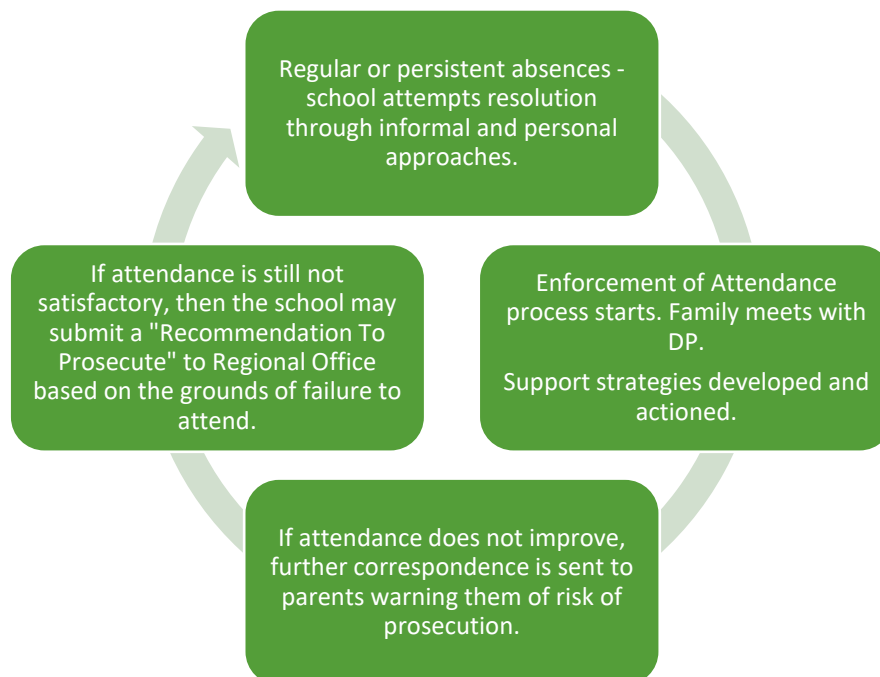 Regular or persistent absences -
school attempts resolution
through informal and personal
approaches.
Enforcement of Attendance
process starts. Family meets with
DP.
Support strategies developed and
actioned.
If attendance does not improve,
further correspondence is sent to
parents warning them of risk of
prosecution.
If attendance is still not
satisfactory, then the school may
submit a "Recommendation To
Prosecute" to Regional Office
based on the grounds of failure to
attend.